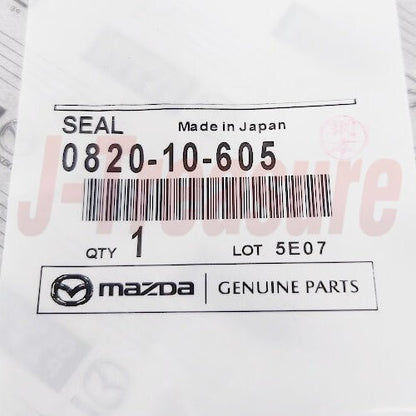 SEAL Made in Japan
0820-10-605
J-Treasure
QTY 1 LOT 5E07
mazda GENUINE PARTS